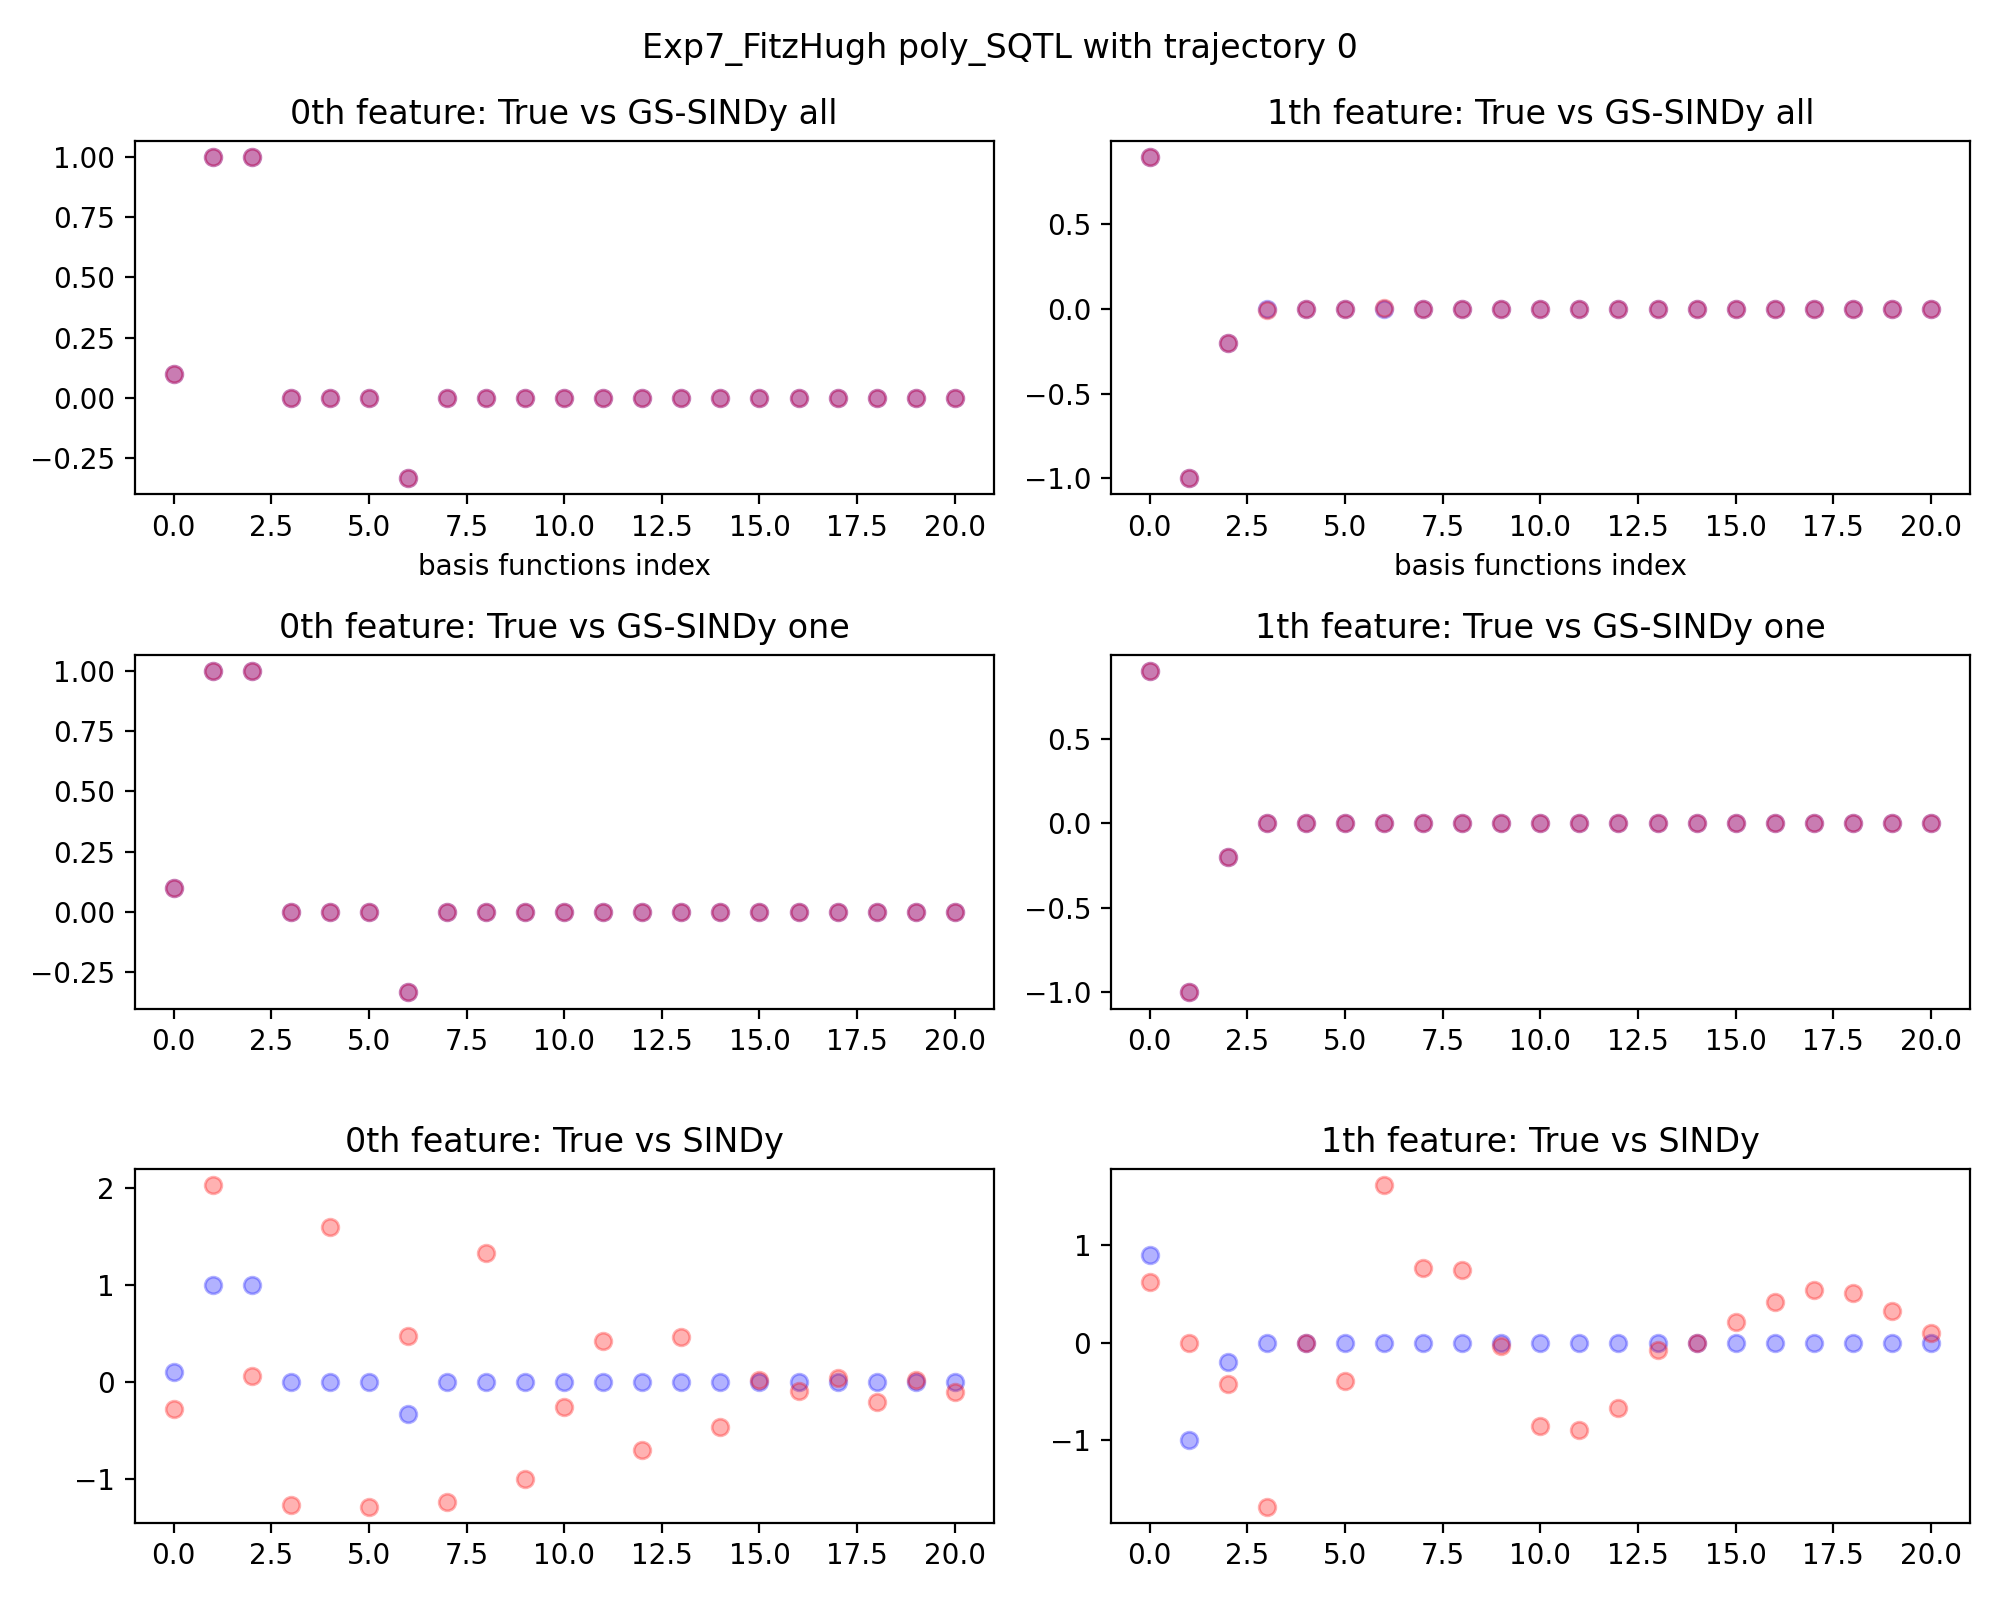 Exp7_FitzHugh poly_SQTL with trajectory 0
0th feature: True vs GS-SINDy all
1.00
0.75
0.50
0.25
0.00
−0.25
0.0 2.5 5.0 7.5 10.0 12.5 15.0 17.5 20.0
basis functions index
1th feature: True vs GS-SINDy all
0.5
0.0
−0.5
−1.0
0.0 2.5 5.0 7.5 10.0 12.5 15.0 17.5 20.0
basis functions index
0th feature: True vs GS-SINDy one
1.00
0.75
0.50
0.25
0.00
−0.25
0.0 2.5 5.0 7.5 10.0 12.5 15.0 17.5 20.0
1th feature: True vs GS-SINDy one
0.5
0.0
−0.5
−1.0
0.0 2.5 5.0 7.5 10.0 12.5 15.0 17.5 20.0
0th feature: True vs SINDy
2
1
0
−1
0.0 2.5 5.0 7.5 10.0 12.5 15.0 17.5 20.0
1th feature: True vs SINDy
1
0
−1
0.0 2.5 5.0 7.5 10.0 12.5 15.0 17.5 20.0